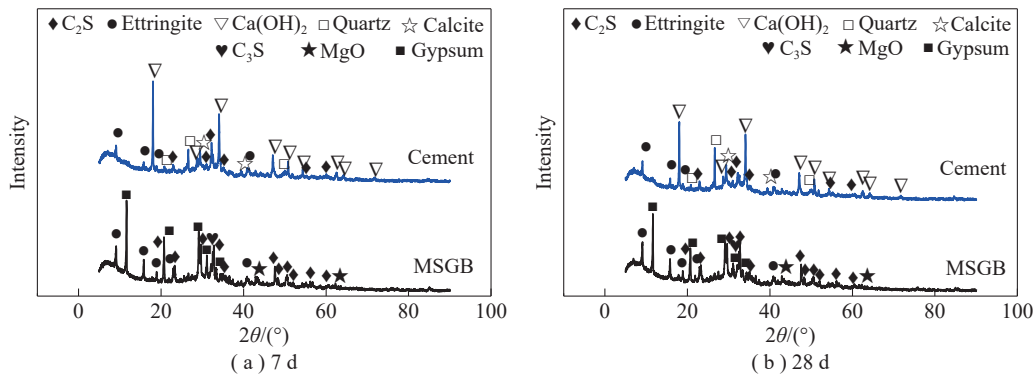 ♦ C₂S ● Ettringite ▽ Ca(OH)₂ □ Quartz ☆ Calcite
♥ C₃S ★ MgO ■ Gypsum
Intensity
Cement
MSGB
0 20 40 60 80 100
2θ/(°)
( a ) 7 d
♦ C₂S ● Ettringite ▽ Ca(OH)₂ □ Quartz ☆ Calcite
♥ C₃S ★ MgO ■ Gypsum
Intensity
Cement
MSGB
0 20 40 60 80 100
2θ/(°)
( b ) 28 d